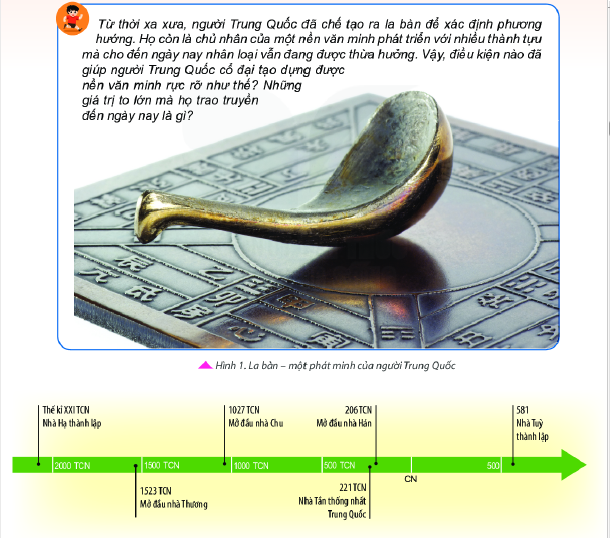 Từ thời xa xưa, người Trung Quốc đã chế tạo ra la bàn để xác định phương
hướng. Họ còn là chủ nhân của một nền văn minh phát triển với nhiều thành tựu
mà cho đến ngày nay nhân loại vẫn đang được thừa hưởng. Vậy, điều kiện nào đã
giúp người Trung Quốc cổ đại tạo dựng được
nền văn minh rực rỡ như thế? Những
giá trị to lớn mà họ trao truyền
đến ngày nay là gì?
Hình 1. La bàn – một phát minh của người Trung Quốc
Thế kỉ XXI TCN
Nhà Hạ thành lập
1027 TCN
Mở đầu nhà Chu
206 TCN
Mở đầu nhà Hán
581
Nhà Tuỳ
thành lập
2000 TCN
1500 TCN
1000 TCN
500 TCN
CN
500
1523 TCN
Mở đầu nhà Thương
221 TCN
Nhà Tần thống nhất
Trung Quốc